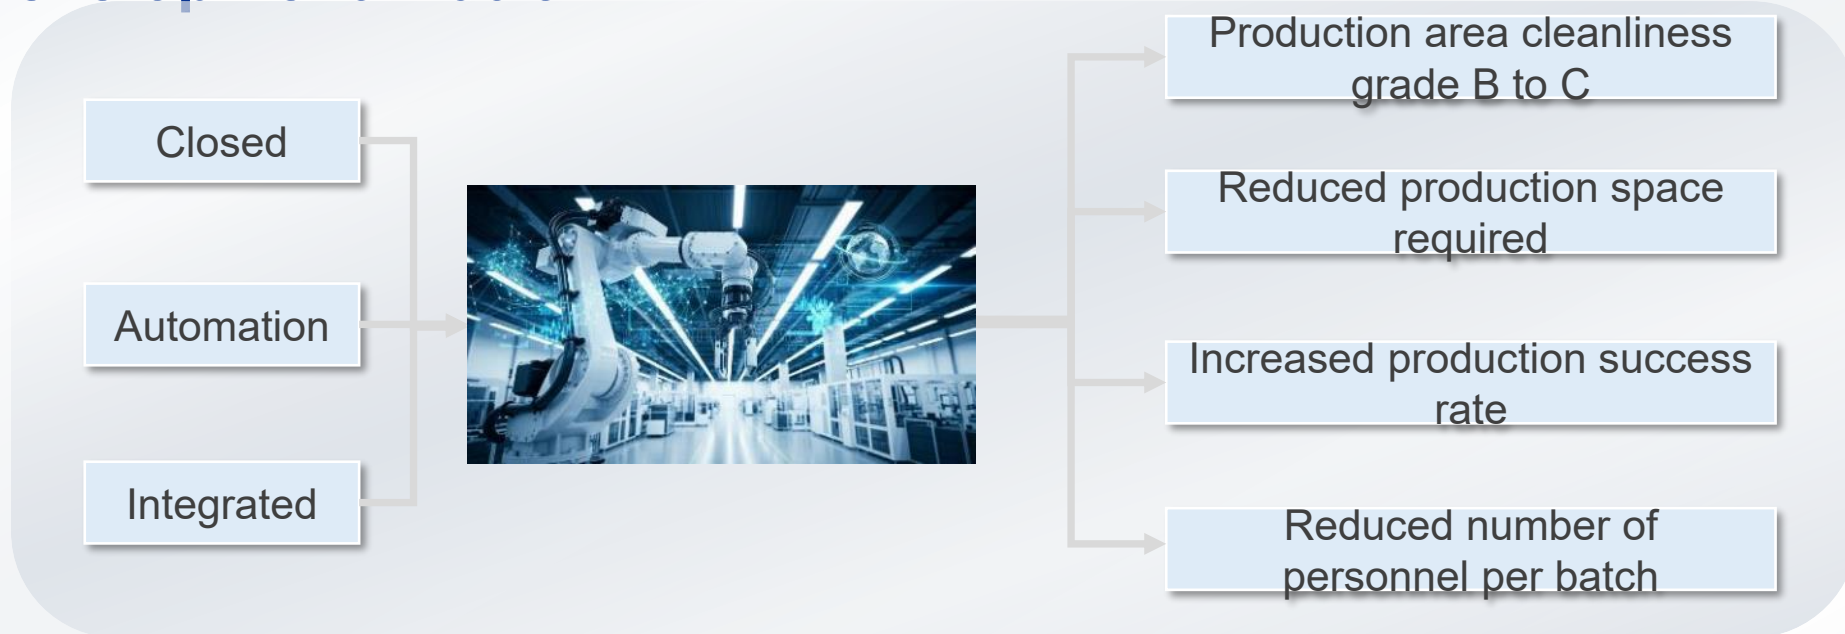 Closed
Automation
Integrated
Production area cleanliness
grade B to C
Reduced production space
required
Increased production success
rate
Reduced number of
personnel per batch